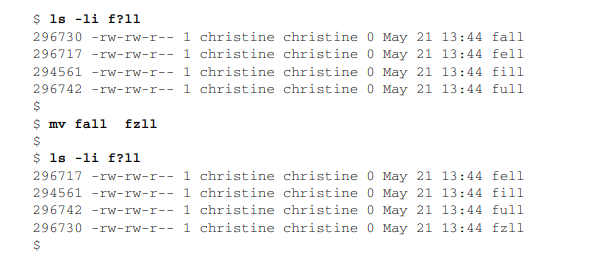 $ ls -li f?ll
296730 -rw-rw-r-- 1 christine christine 0 May 21 13:44 fall
296717 -rw-rw-r-- 1 christine christine 0 May 21 13:44 fell
294561 -rw-rw-r-- 1 christine christine 0 May 21 13:44 fill
296742 -rw-rw-r-- 1 christine christine 0 May 21 13:44 full
$
$ mv fall  fzll
$
$ ls -li f?ll
296717 -rw-rw-r-- 1 christine christine 0 May 21 13:44 fell
294561 -rw-rw-r-- 1 christine christine 0 May 21 13:44 fill
296742 -rw-rw-r-- 1 christine christine 0 May 21 13:44 full
296730 -rw-rw-r-- 1 christine christine 0 May 21 13:44 fzll
$